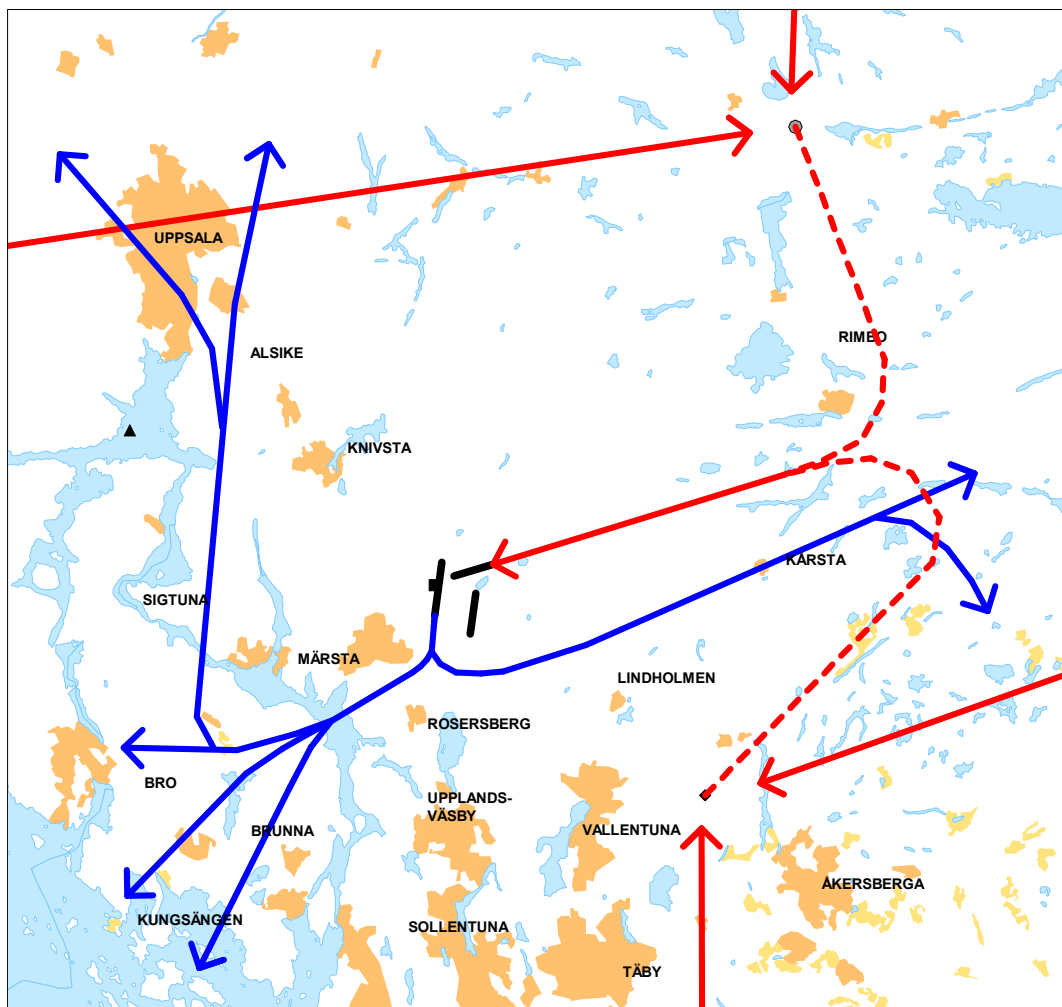 UPPSALA
ALSIKE
RIMBO
KNIVSTA
KÅRSTA
SIGTUNA
MÄRSTA
LINDHOLMEN
ROSERSBERG
BRO
UPPLANDS-
VÄSBY
BRUNNA
VALLENTUNA
ÅKERSBERGA
KUNGSÄNGEN
SOLLENTUNA
TÄBY